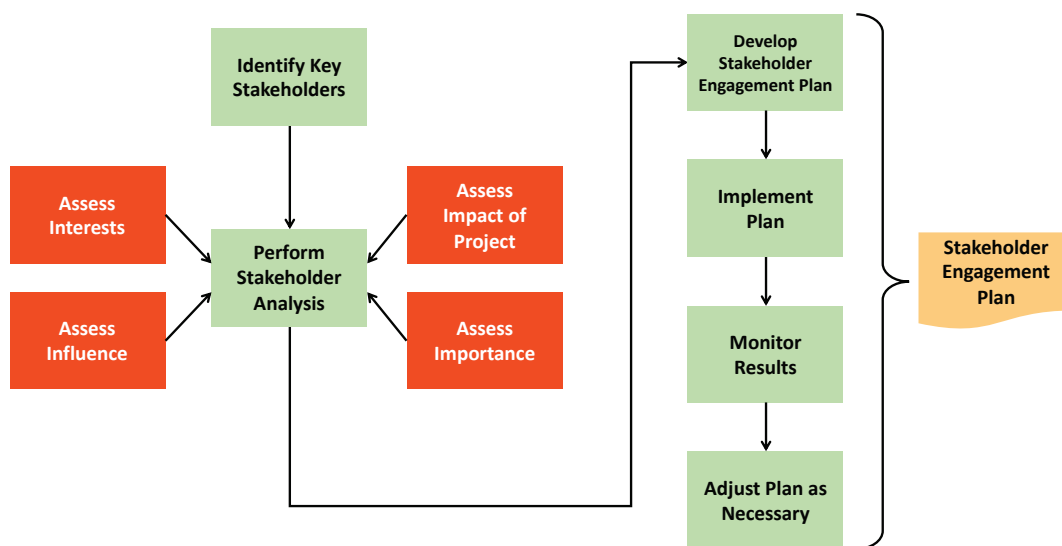 Identify Key
Stakeholders
Assess
Interests
Assess
Impact of
Project
Perform
Stakeholder
Analysis
Assess
Influence
Assess
Importance
Develop
Stakeholder
Engagement Plan
Implement
Plan
Monitor
Results
Adjust Plan as
Necessary
Stakeholder
Engagement
Plan